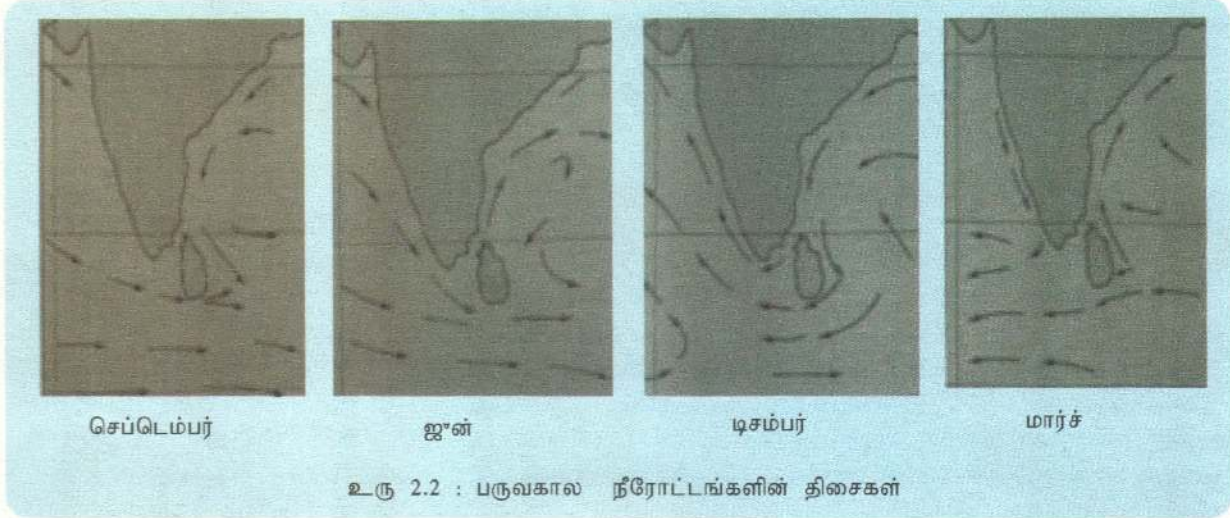 செப்டெம்பர் ஜுன் டிசம்பர் மார்ச்
உரு 2.2 : பருவகால நீரோட்டங்களின் திசைகள்